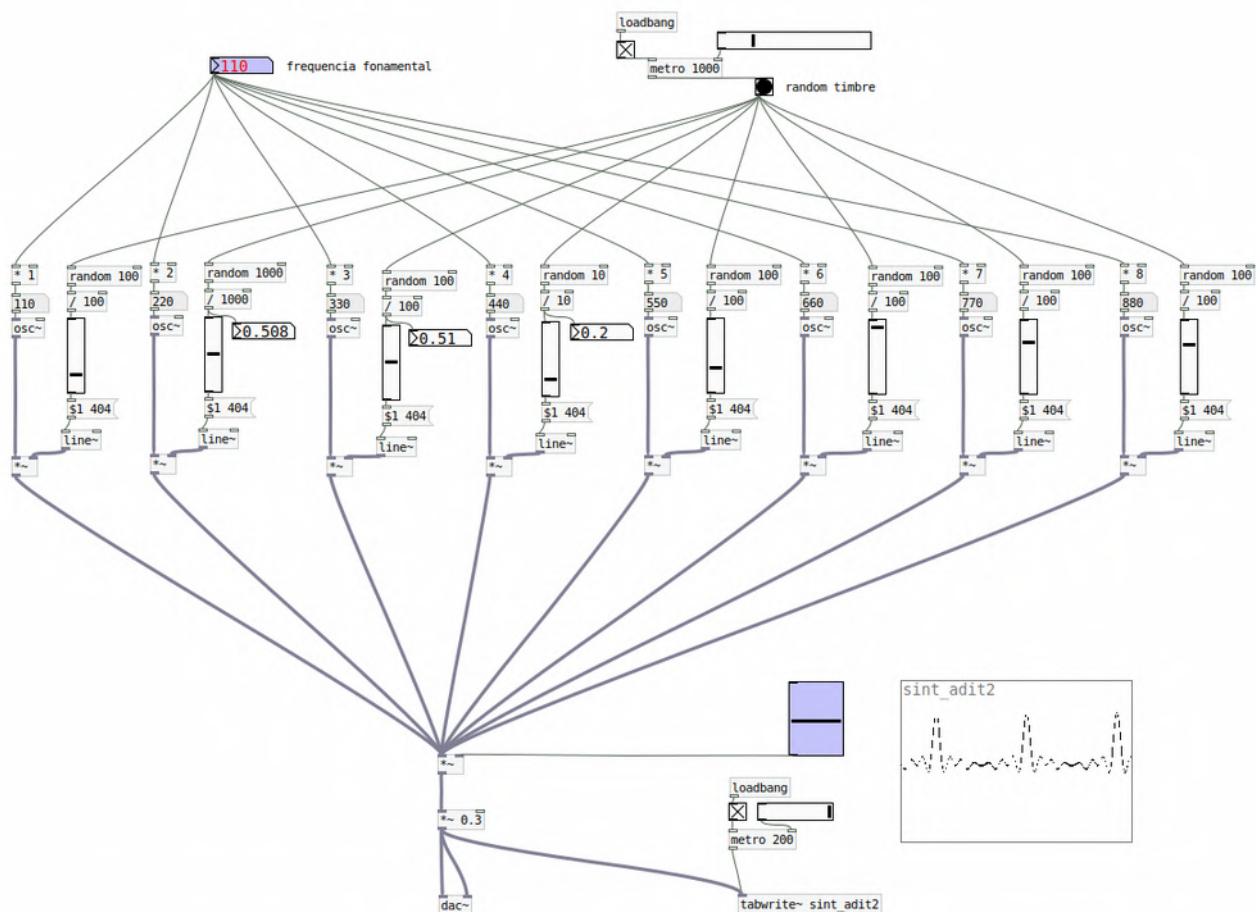 loadbang
110 frequencia fonamental
metro 1000
random timbre
* 1 random 100 * 2 random 1000 * 3 random 100 * 4 random 10 * 5 random 100 * 6 random 100 * 7 random 100 * 8 random 100
110 / 100 220 / 1000 330 / 100 440 / 10 550 / 100 660 / 100 770 / 100 880 / 100
osc~ osc~ 0.508 osc~ 0.51 osc~ 0.2 osc~ osc~ osc~ osc~
$1 404 $1 404 $1 404 $1 404 $1 404 $1 404 $1 404 $1 404
line~ line~ line~ line~ line~ line~ line~ line~
*~ *~ *~ *~ *~ *~ *~ *~
sint_adit2
*~
loadbang
*~ 0.3
metro 200
dac~ tabwrite~ sint_adit2